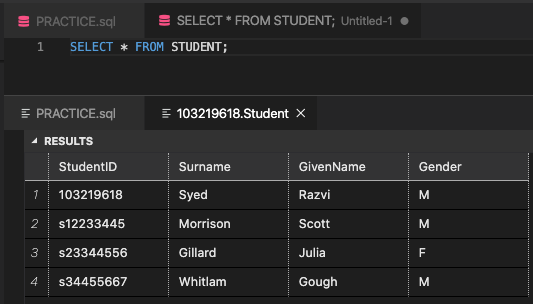 PRACTICE.sql SELECT * FROM STUDENT; Untitled-1
1 SELECT * FROM STUDENT;
PRACTICE.sql 103219618.Student
RESULTS
StudentID Surname GivenName Gender
1 103219618 Syed Razvi M
2 s12233445 Morrison Scott M
3 s23344556 Gillard Julia F
4 s34455667 Whitlam Gough M